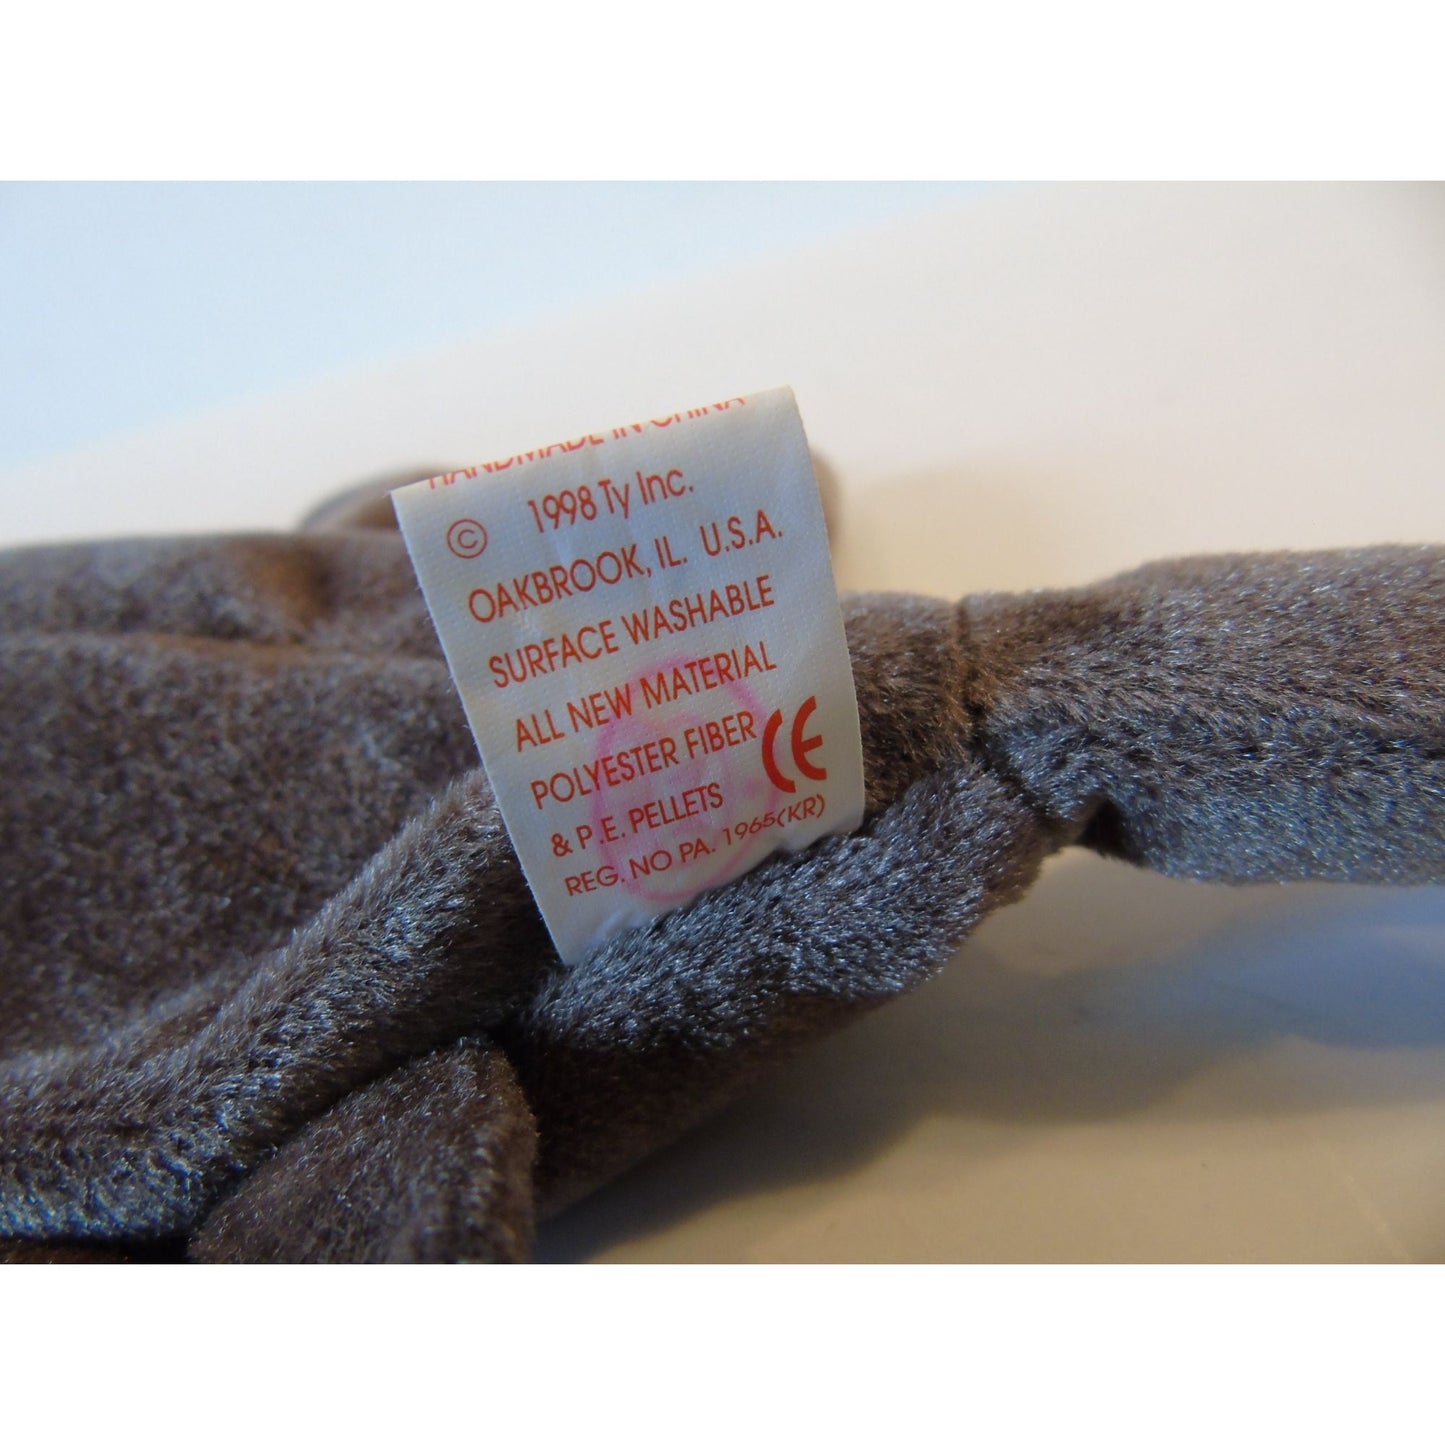 HANDMADE IN CHINA
© 1998 Ty Inc.
OAKBROOK, IL. U.S.A.
SURFACE WASHABLE
ALL NEW MATERIAL
POLYESTER FIBER CE
& P.E. PELLETS
REG. NO PA. 1965(KR)